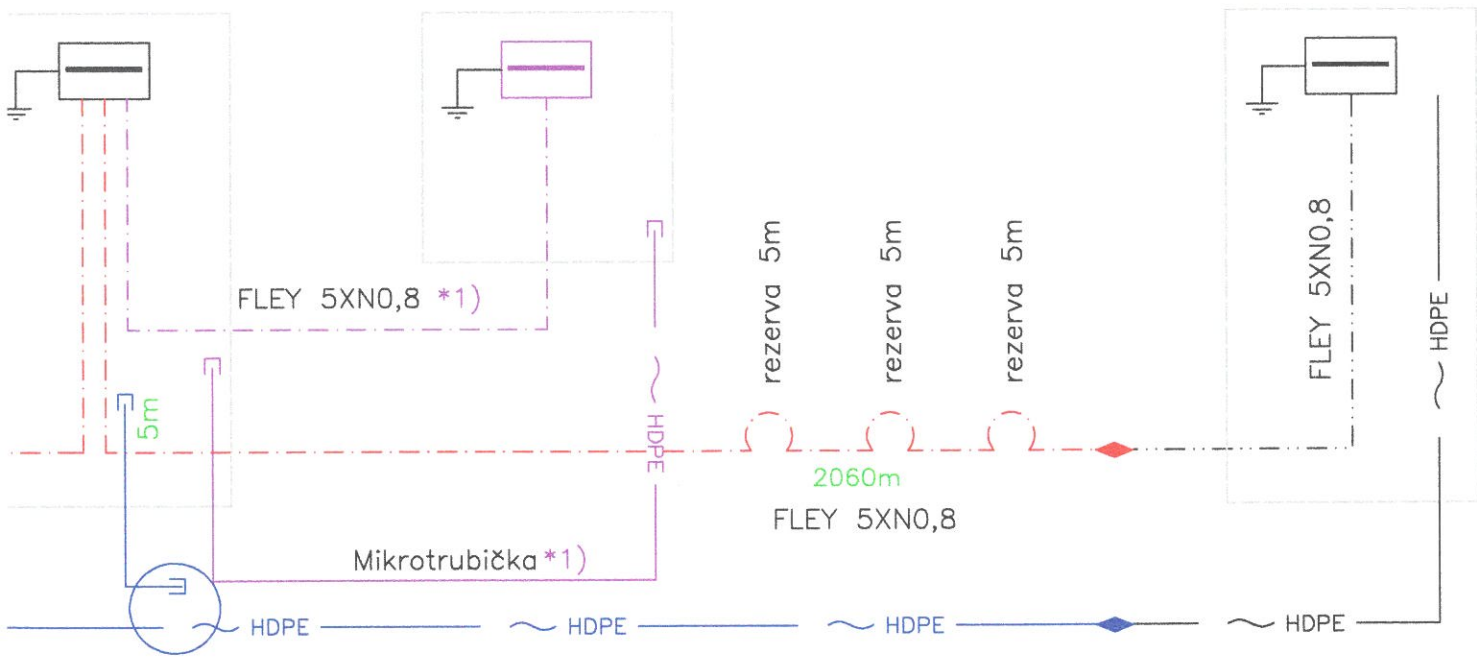 FLEY 5XN0,8 *1)
5m
rezerva 5m
rezerva 5m
rezerva 5m
FLEY 5XN0,8
HDPE
HDPE
2060m
FLEY 5XN0,8
Mikrotrubička *1)
HDPE
HDPE
HDPE
HDPE